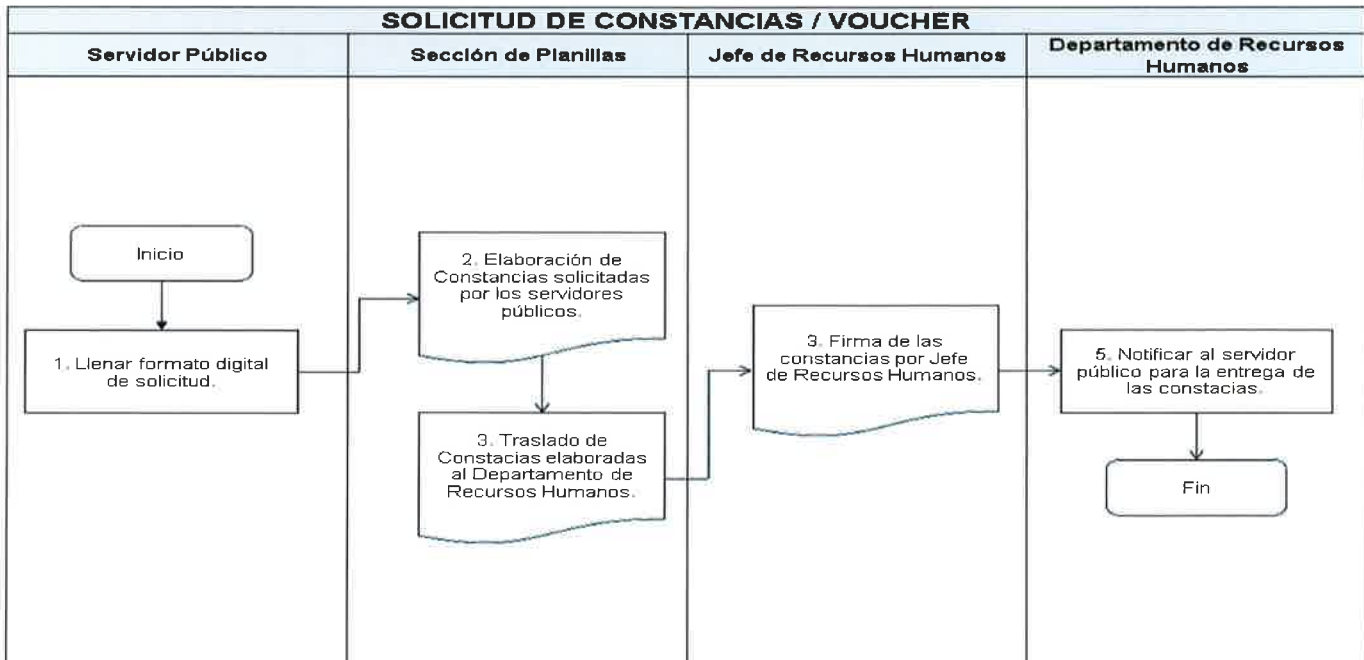 SOLICITUD DE CONSTANCIAS / VOUCHER
Servidor Público
Sección de Planillas
Jefe de Recursos Humanos
Departamento de Recursos
Humanos
Inicio
1. Llenar formato digital
de solicitud.
2. Elaboración de
Constancias solicitadas
por los servidores
públicos.
3. Traslado de
Constacias elaboradas
al Departamento de
Recursos Humanos.
3. Firma de las
constancias por Jefe
de Recursos Humanos.
5. Notificar al servidor
público para la entrega de
las constacias.
Fin